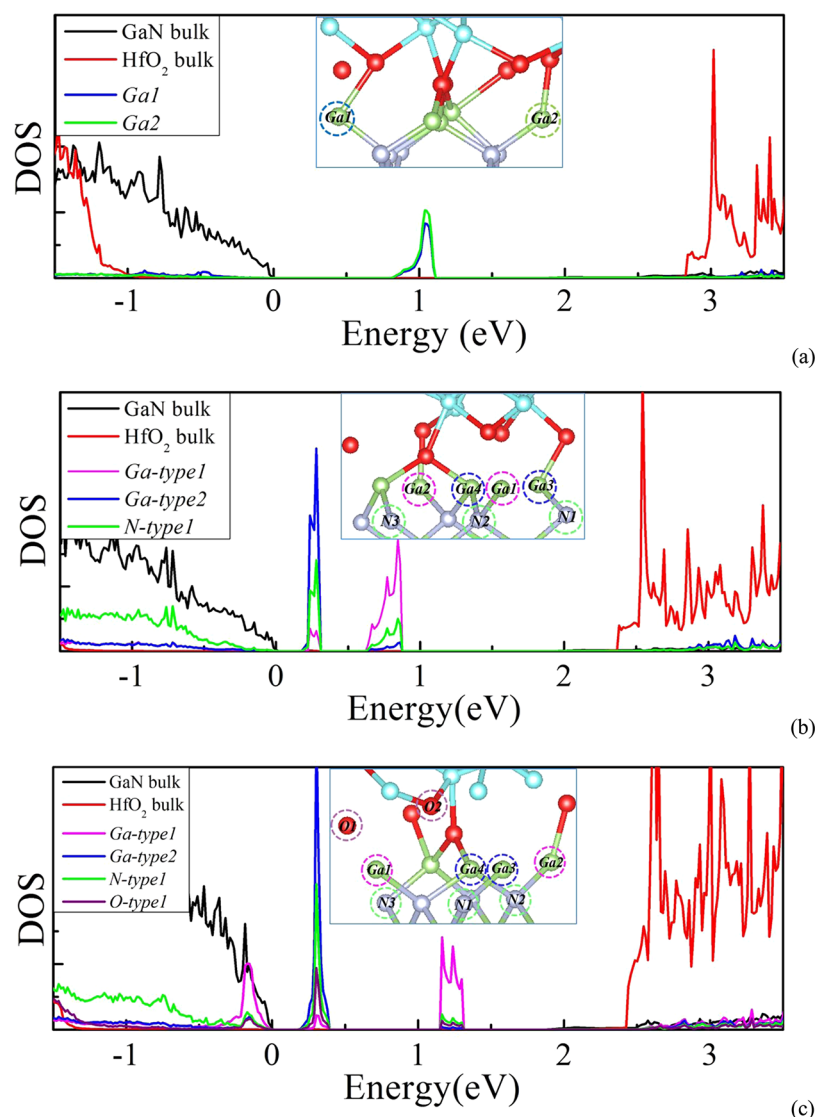 GaN bulk
HfO₂ bulk
Ga1
Ga2
Ga1
Ga2
DOS
-1 0 1 2 3
Energy (eV)
(a)
GaN bulk
HfO₂ bulk
Ga-type1
Ga-type2
N-type1
Ga2 Ga4 Ga1 Ga3
N3 N2 N1
DOS
-1 0 1 2 3
Energy(eV)
(b)
GaN bulk
HfO₂ bulk
Ga-type1
Ga-type2
N-type1
O-type1
O2
O1
Ga1 Ga4 Ga3 Ga2
N3 N1 N2
DOS
-1 0 1 2 3
Energy(eV)
(c)